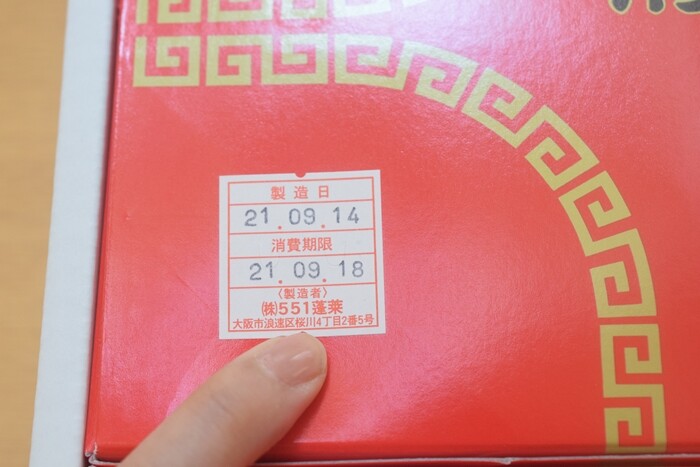 製造日
21.09.14
消費期限
21.09.18
〈製造者〉
㈱551蓬莱
大阪市浪速区桜川4丁目2番5号